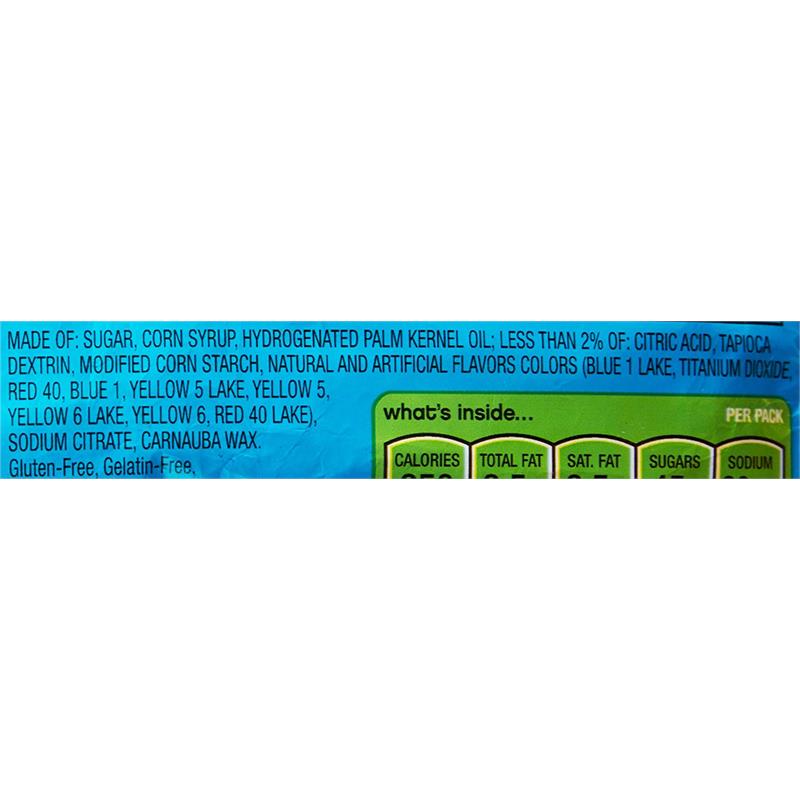 MADE OF: SUGAR, CORN SYRUP, HYDROGENATED PALM KERNEL OIL; LESS THAN 2% OF: CITRIC ACID, TAPIOCA
DEXTRIN, MODIFIED CORN STARCH, NATURAL AND ARTIFICIAL FLAVORS COLORS (BLUE 1 LAKE, TITANIUM DIOXIDE,
RED 40, BLUE 1, YELLOW 5 LAKE, YELLOW 5,
YELLOW 6 LAKE, YELLOW 6, RED 40 LAKE),
SODIUM CITRATE, CARNAUBA WAX.
Gluten-Free, Gelatin-Free,
what's inside... PER PACK
CALORIES TOTAL FAT SAT. FAT SUGARS SODIUM